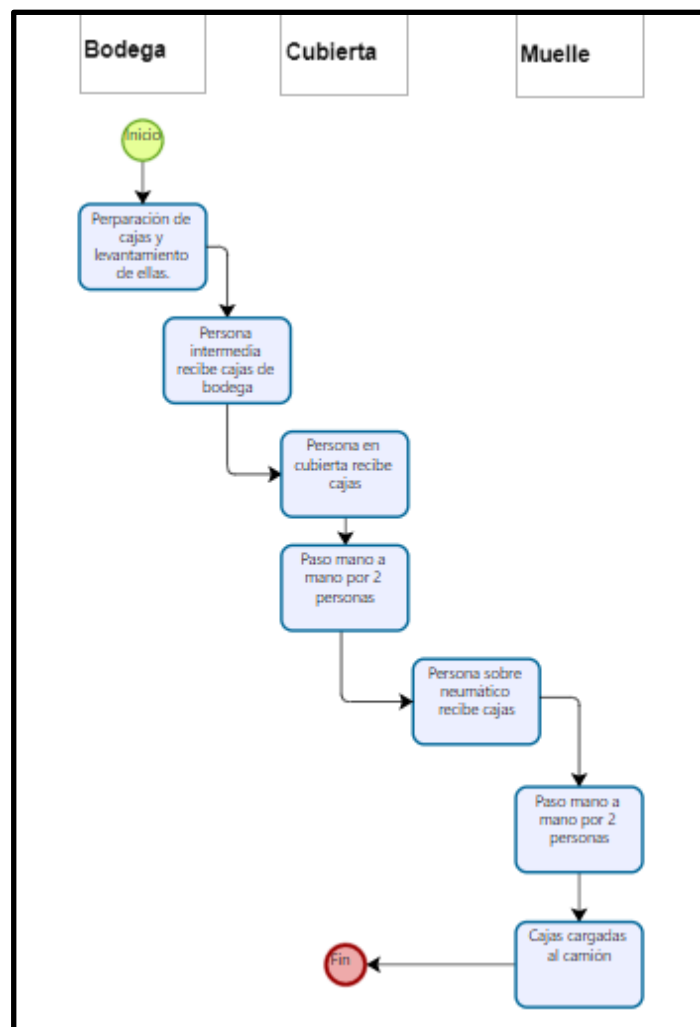 Bodega
Cubierta
Muelle
Inicio
Perparación de
cajas y
levantamiento
de ellas.
Persona
intermedia
recibe cajas de
bodega
Persona en
cubierta recibe
cajas
Paso mano a
mano por 2
personas
Persona sobre
neumático
recibe cajas
Paso mano a
mano por 2
personas
Cajas cargadas
al camión
Fin